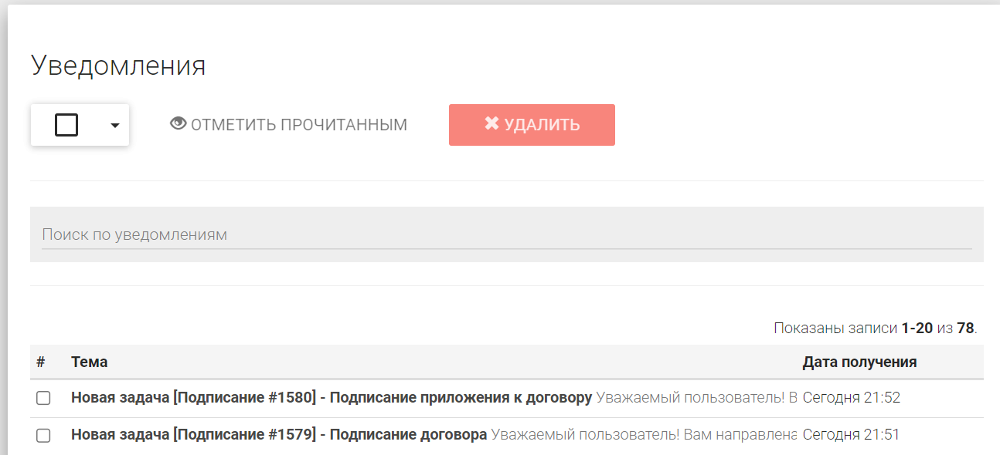 Уведомления
ОТМЕТИТЬ ПРОЧИТАННЫМ УДАЛИТЬ
Поиск по уведомлениям
Показаны записи 1-20 из 78.
# Тема Дата получения
Новая задача [Подписание #1580] - Подписание приложения к договору Уважаемый пользователь! В Сегодня 21:52
Новая задача [Подписание #1579] - Подписание договора Уважаемый пользователь! Вам направлена Сегодня 21:51